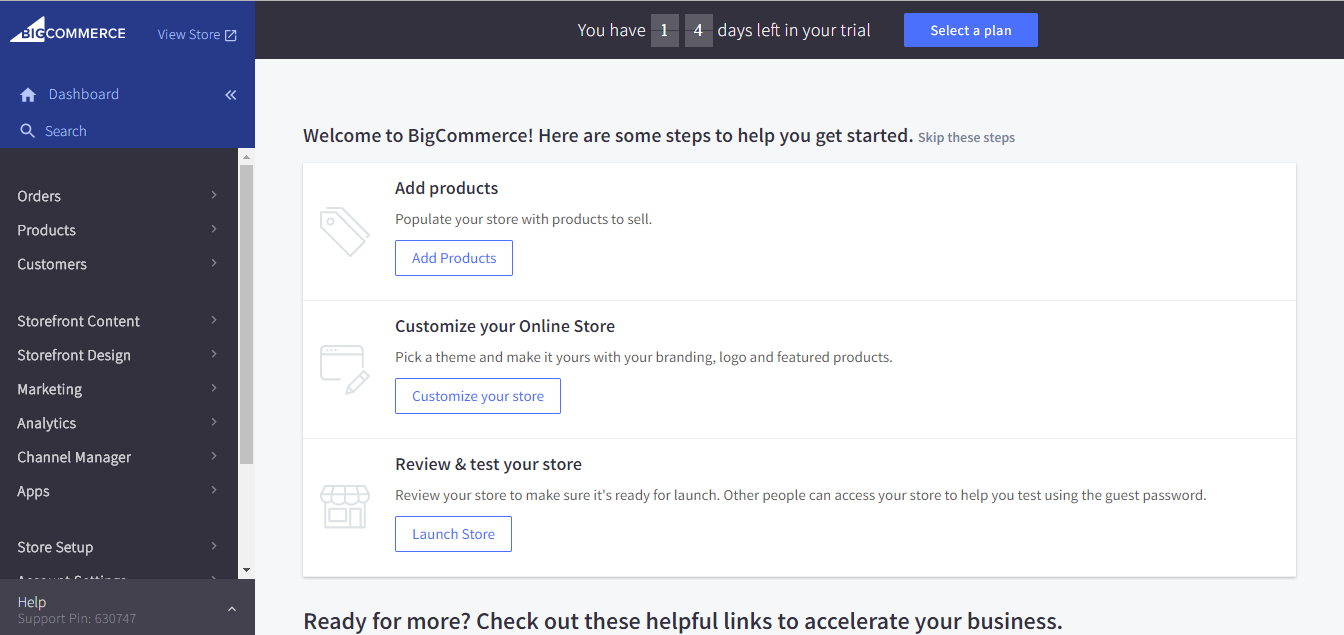 BIGCOMMERCE
View Store
You have 1 4 days left in your trial
Select a plan
Dashboard
Search
Orders
Products
Customers
Storefront Content
Storefront Design
Marketing
Analytics
Channel Manager
Apps
Store Setup
Account Settings
Help
Support Pin: 630747
Welcome to BigCommerce! Here are some steps to help you get started. Skip these steps
Add products
Populate your store with products to sell.
Add Products
Customize your Online Store
Pick a theme and make it yours with your branding, logo and featured products.
Customize your store
Review & test your store
Review your store to make sure it's ready for launch. Other people can access your store to help you test using the guest password.
Launch Store
Ready for more? Check out these helpful links to accelerate your business.